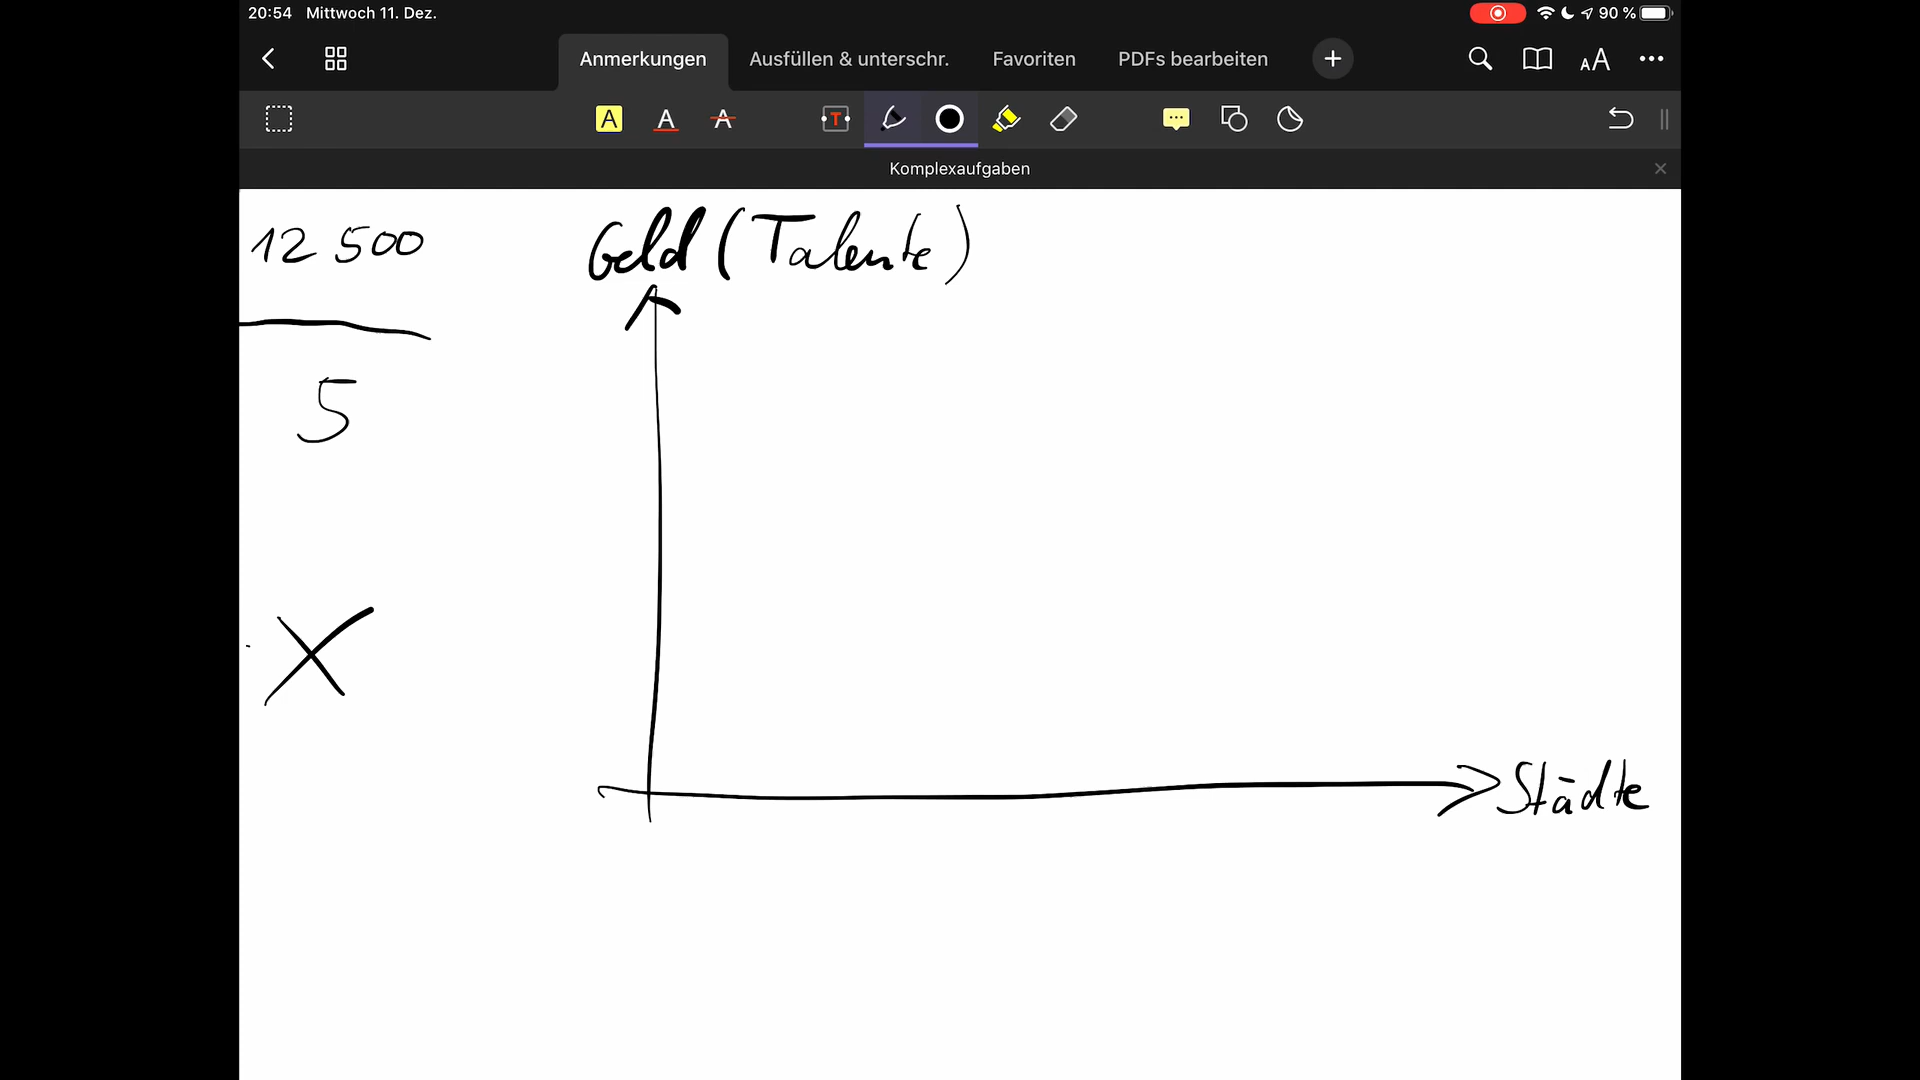 20:54 Mittwoch 11. Dez. 90 %
Anmerkungen Ausfüllen & unterschr. Favoriten PDFs bearbeiten
A A A T AA
Komplexaufgaben
12 500
5
X
Geld (Talente)
Städte